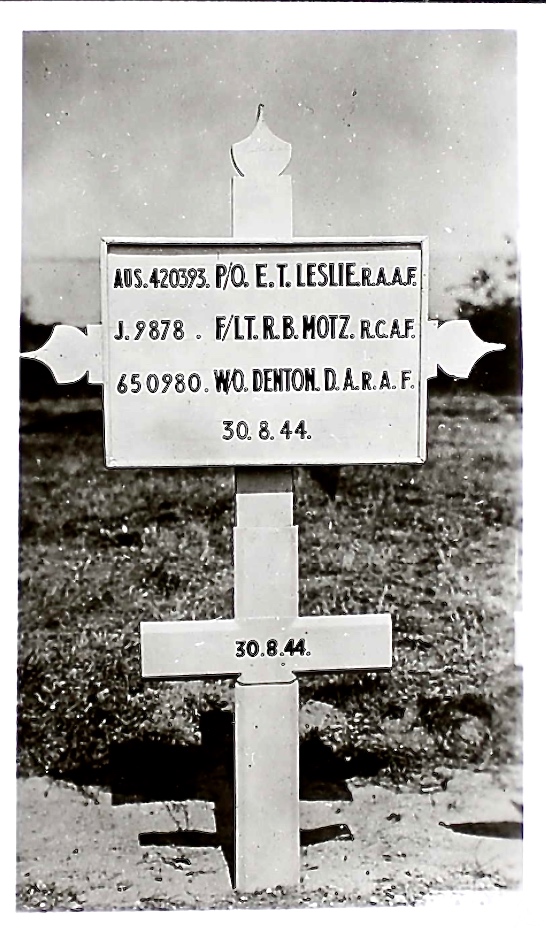 AUS.420393. P/O. E.T. LESLIE. R.A.A.F.
J.9878 . F/LT. R.B. MOTZ. R.C.A.F.
650980. W/O. DENTON. D.A. R.A.F.
30.8.44.
30.8.44.